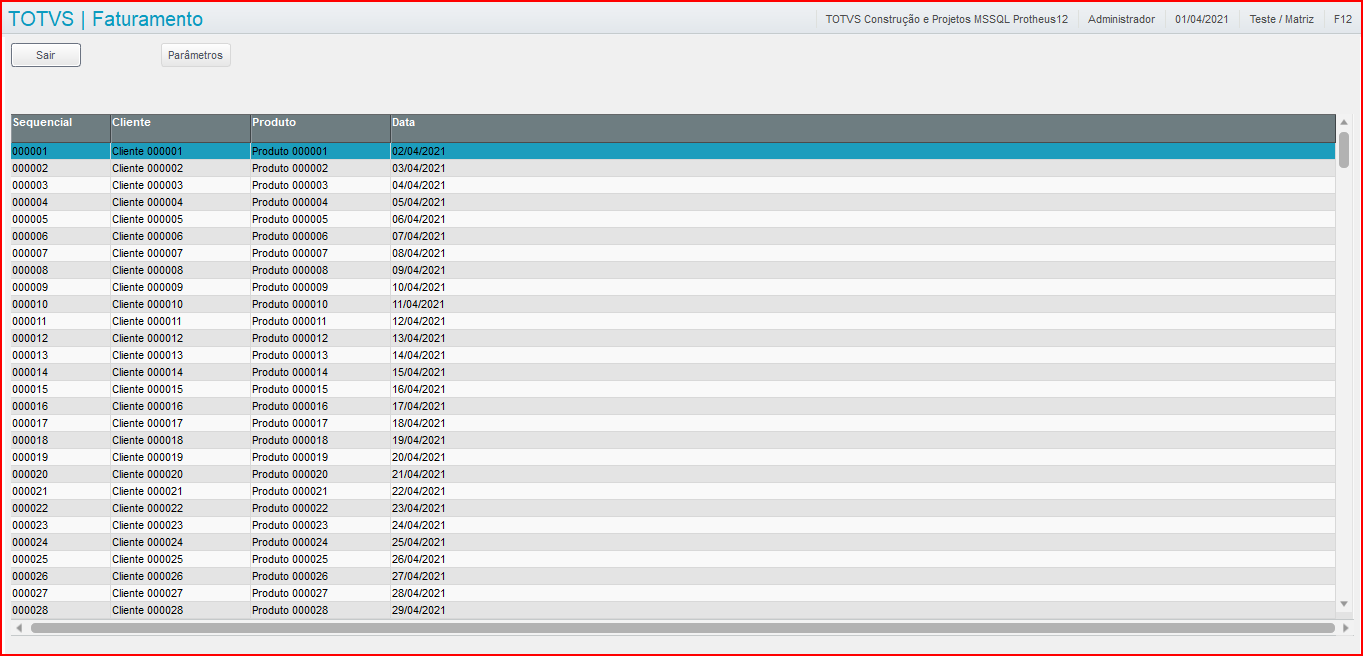 TOTVS | Faturamento TOTVS Construção e Projetos MSSQL Protheus12 Administrador 01/04/2021 Teste / Matriz F12
Sair Parâmetros
Sequencial Cliente Produto Data
000001 Cliente 000001 Produto 000001 02/04/2021
000002 Cliente 000002 Produto 000002 03/04/2021
000003 Cliente 000003 Produto 000003 04/04/2021
000004 Cliente 000004 Produto 000004 05/04/2021
000005 Cliente 000005 Produto 000005 06/04/2021
000006 Cliente 000006 Produto 000006 07/04/2021
000007 Cliente 000007 Produto 000007 08/04/2021
000008 Cliente 000008 Produto 000008 09/04/2021
000009 Cliente 000009 Produto 000009 10/04/2021
000010 Cliente 000010 Produto 000010 11/04/2021
000011 Cliente 000011 Produto 000011 12/04/2021
000012 Cliente 000012 Produto 000012 13/04/2021
000013 Cliente 000013 Produto 000013 14/04/2021
000014 Cliente 000014 Produto 000014 15/04/2021
000015 Cliente 000015 Produto 000015 16/04/2021
000016 Cliente 000016 Produto 000016 17/04/2021
000017 Cliente 000017 Produto 000017 18/04/2021
000018 Cliente 000018 Produto 000018 19/04/2021
000019 Cliente 000019 Produto 000019 20/04/2021
000020 Cliente 000020 Produto 000020 21/04/2021
000021 Cliente 000021 Produto 000021 22/04/2021
000022 Cliente 000022 Produto 000022 23/04/2021
000023 Cliente 000023 Produto 000023 24/04/2021
000024 Cliente 000024 Produto 000024 25/04/2021
000025 Cliente 000025 Produto 000025 26/04/2021
000026 Cliente 000026 Produto 000026 27/04/2021
000027 Cliente 000027 Produto 000027 28/04/2021
000028 Cliente 000028 Produto 000028 29/04/2021